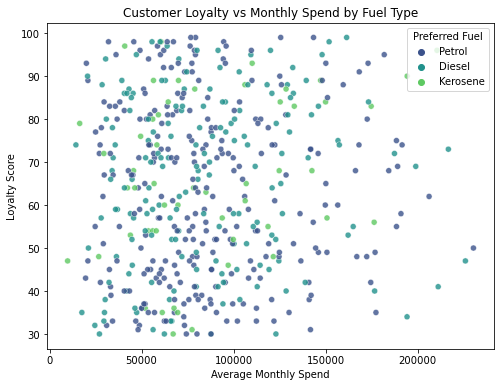 Customer Loyalty vs Monthly Spend by Fuel Type
Preferred Fuel
Petrol
Diesel
Kerosene
Loyalty Score
100
90
80
70
60
50
40
30
0
50000
100000
150000
200000
Average Monthly Spend